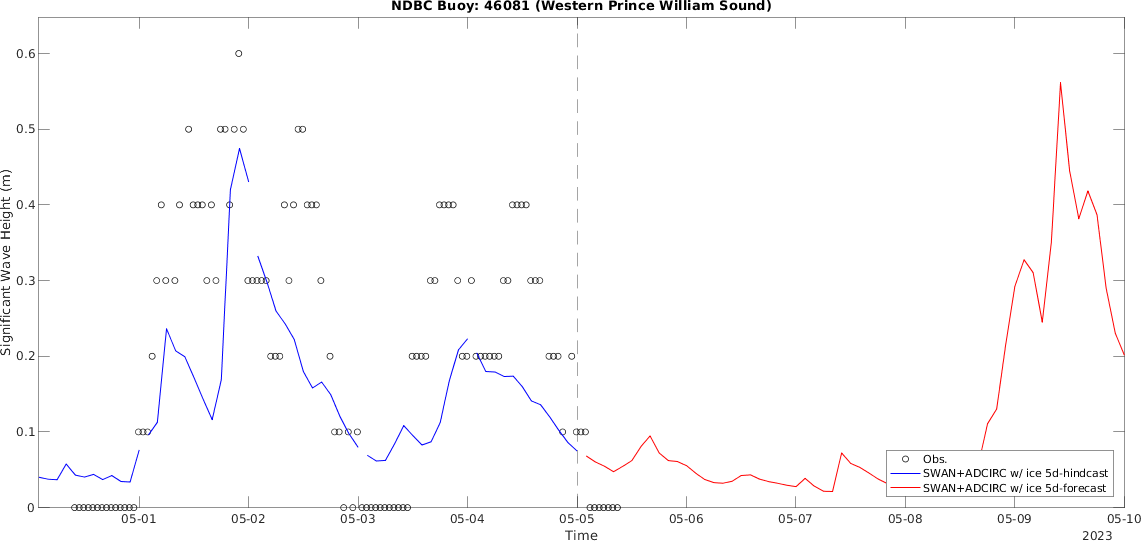 NDBC Buoy: 46081 (Western Prince William Sound)
Significant Wave Height (m)
0.6
0.5
0.4
0.3
0.2
0.1
0
Obs.
SWAN+ADCIRC w/ ice 5d-hindcast
SWAN+ADCIRC w/ ice 5d-forecast
05-01 05-02 05-03 05-04 05-05 05-06 05-07 05-08 05-09 05-10
Time
2023